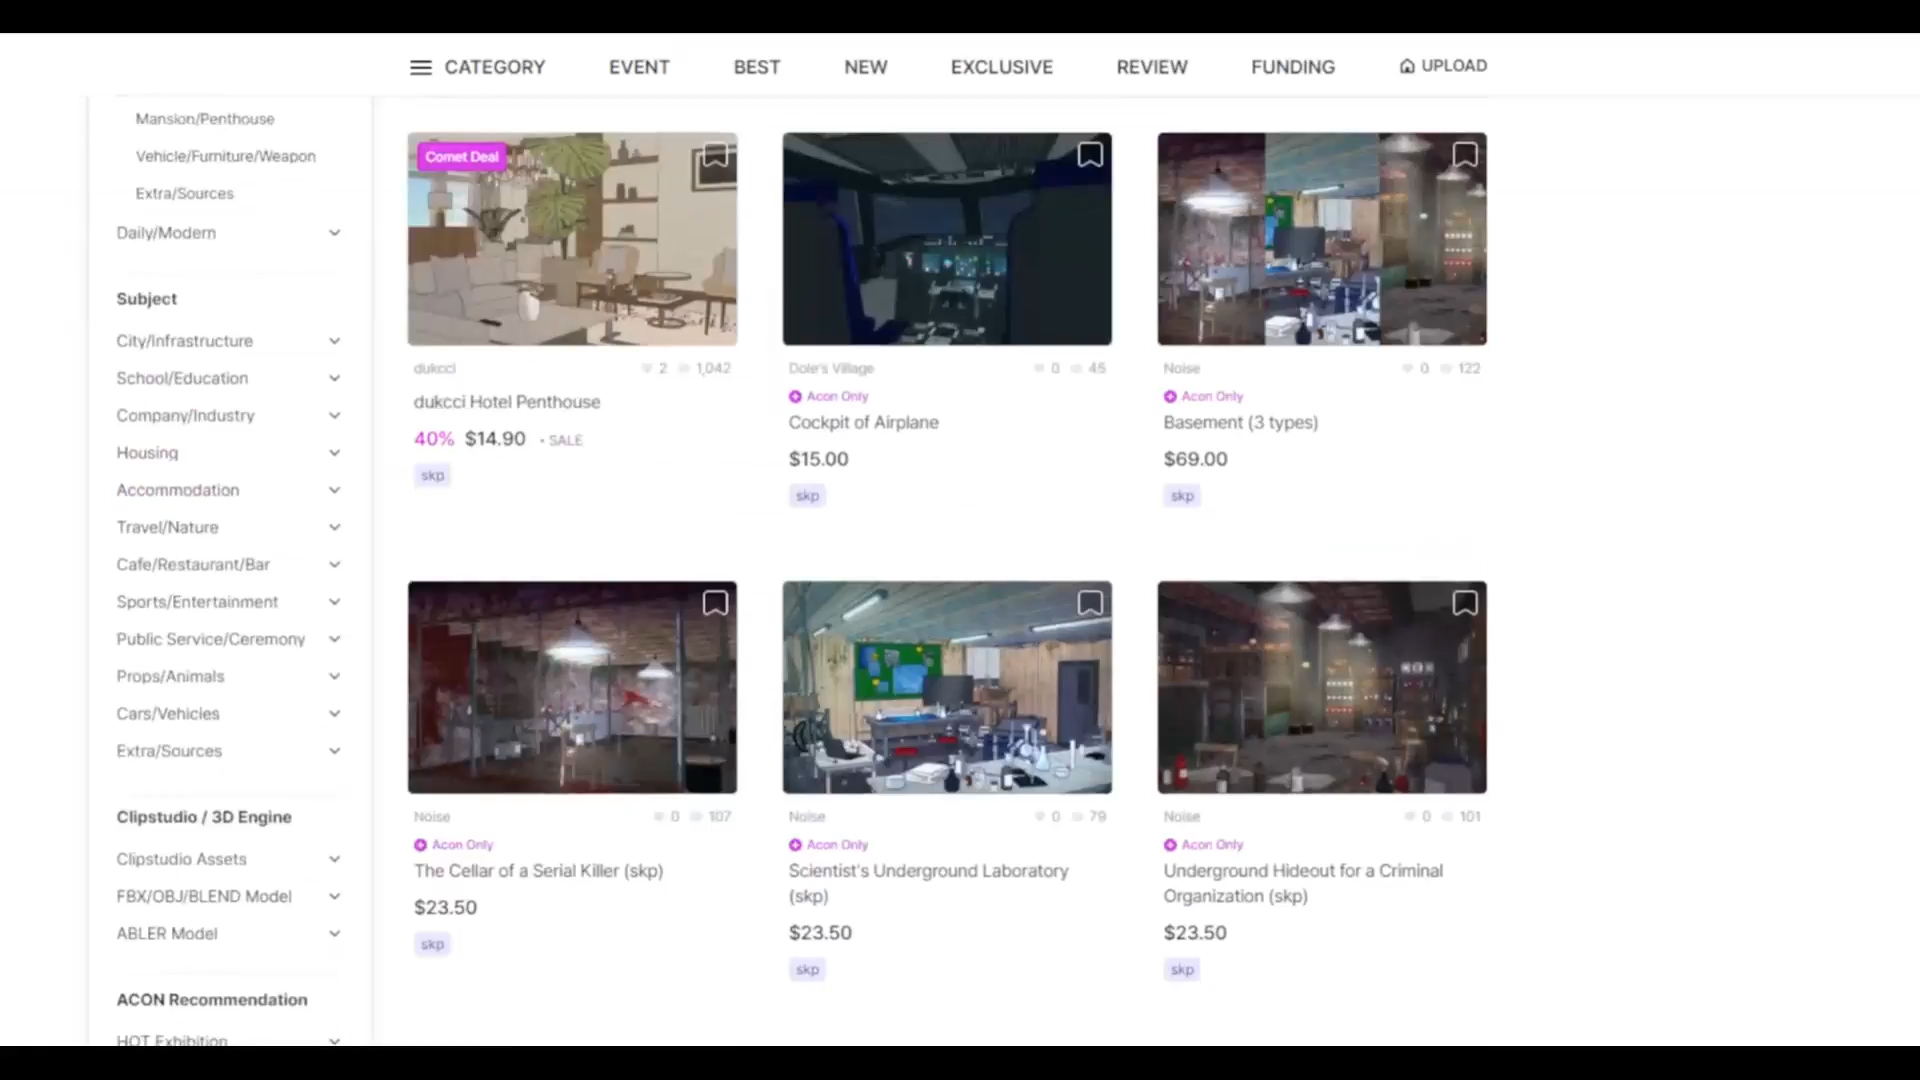 CATEGORY EVENT BEST NEW EXCLUSIVE REVIEW FUNDING UPLOAD
Mansion/Penthouse
Vehicle/Furniture/Weapon
Extra/Sources
Daily/Modern
Subject
City/Infrastructure
School/Education
Company/Industry
Housing
Accommodation
Travel/Nature
Cafe/Restaurant/Bar
Sports/Entertainment
Public Service/Ceremony
Props/Animals
Cars/Vehicles
Extra/Sources
Clipstudio / 3D Engine
Clipstudio Assets
FBX/OBJ/BLEND Model
ABLER Model
ACON Recommendation
HOT Exhibition
Comet Deal
dukcci 2 1,042
dukcci Hotel Penthouse
40% $14.90 • SALE
skp
Dole's Village 0 45
Acon Only
Cockpit of Airplane
$15.00
skp
Noise 0 122
Acon Only
Basement (3 types)
$69.00
skp
Noise 0 107
Acon Only
The Cellar of a Serial Killer (skp)
$23.50
skp
Noise 0 79
Acon Only
Scientist's Underground Laboratory
(skp)
$23.50
skp
Noise 0 101
Acon Only
Underground Hideout for a Criminal
Organization (skp)
$23.50
skp